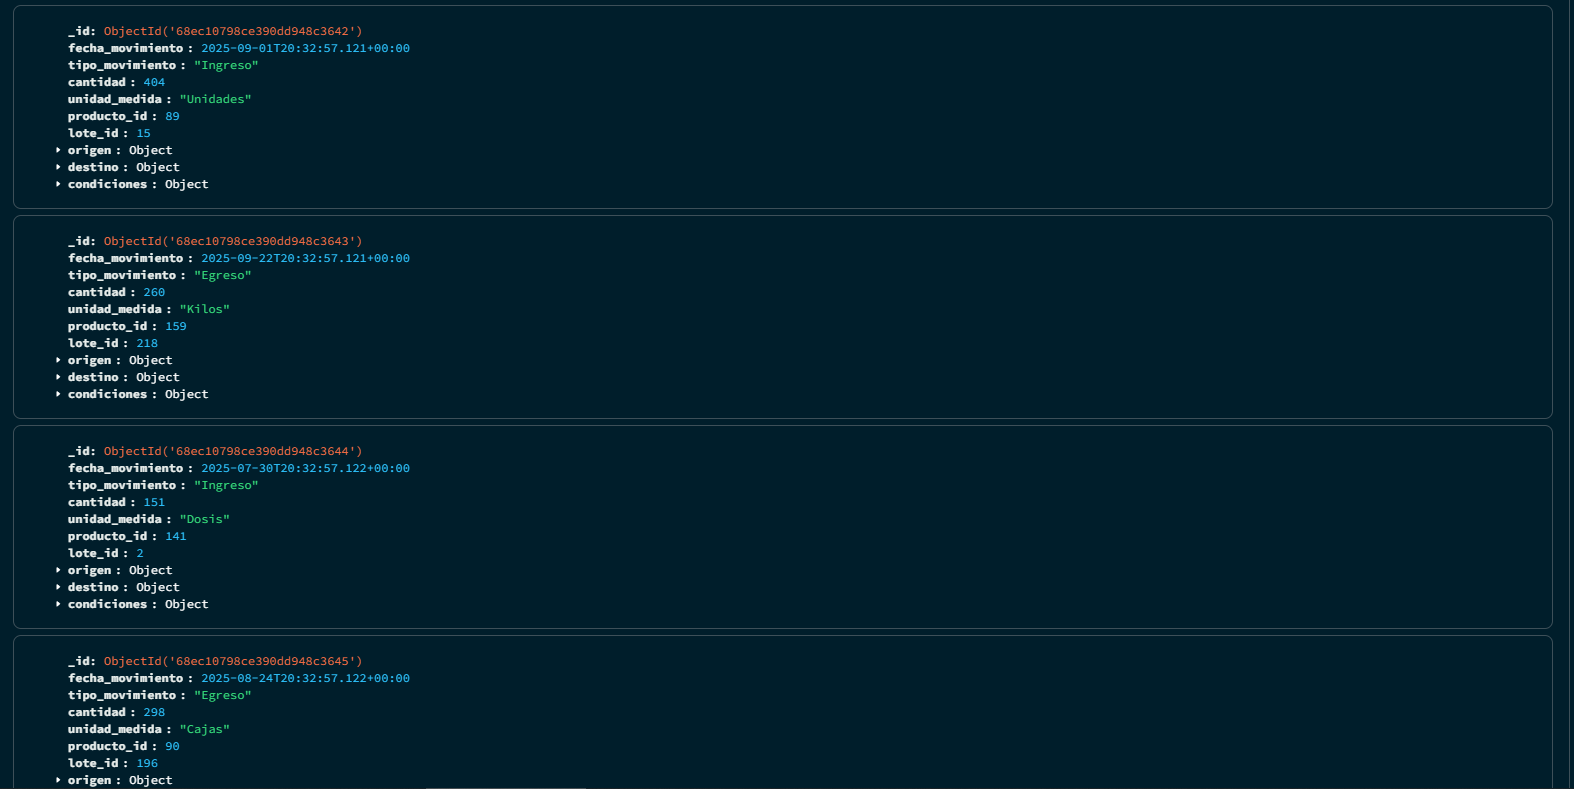 _id: ObjectId('68ec10798ce390dd948c3642')
fecha_movimiento : 2025-09-01T20:32:57.121+00:00
tipo_movimiento : "Ingreso"
cantidad : 404
unidad_medida : "Unidades"
producto_id : 89
lote_id : 15
origen : Object
destino : Object
condiciones : Object
_id: ObjectId('68ec10798ce390dd948c3643')
fecha_movimiento : 2025-09-22T20:32:57.121+00:00
tipo_movimiento : "Egreso"
cantidad : 260
unidad_medida : "Kilos"
producto_id : 159
lote_id : 218
origen : Object
destino : Object
condiciones : Object
_id: ObjectId('68ec10798ce390dd948c3644')
fecha_movimiento : 2025-07-30T20:32:57.122+00:00
tipo_movimiento : "Ingreso"
cantidad : 151
unidad_medida : "Dosis"
producto_id : 141
lote_id : 2
origen : Object
destino : Object
condiciones : Object
_id: ObjectId('68ec10798ce390dd948c3645')
fecha_movimiento : 2025-08-24T20:32:57.122+00:00
tipo_movimiento : "Egreso"
cantidad : 298
unidad_medida : "Cajas"
producto_id : 90
lote_id : 196
origen : Object